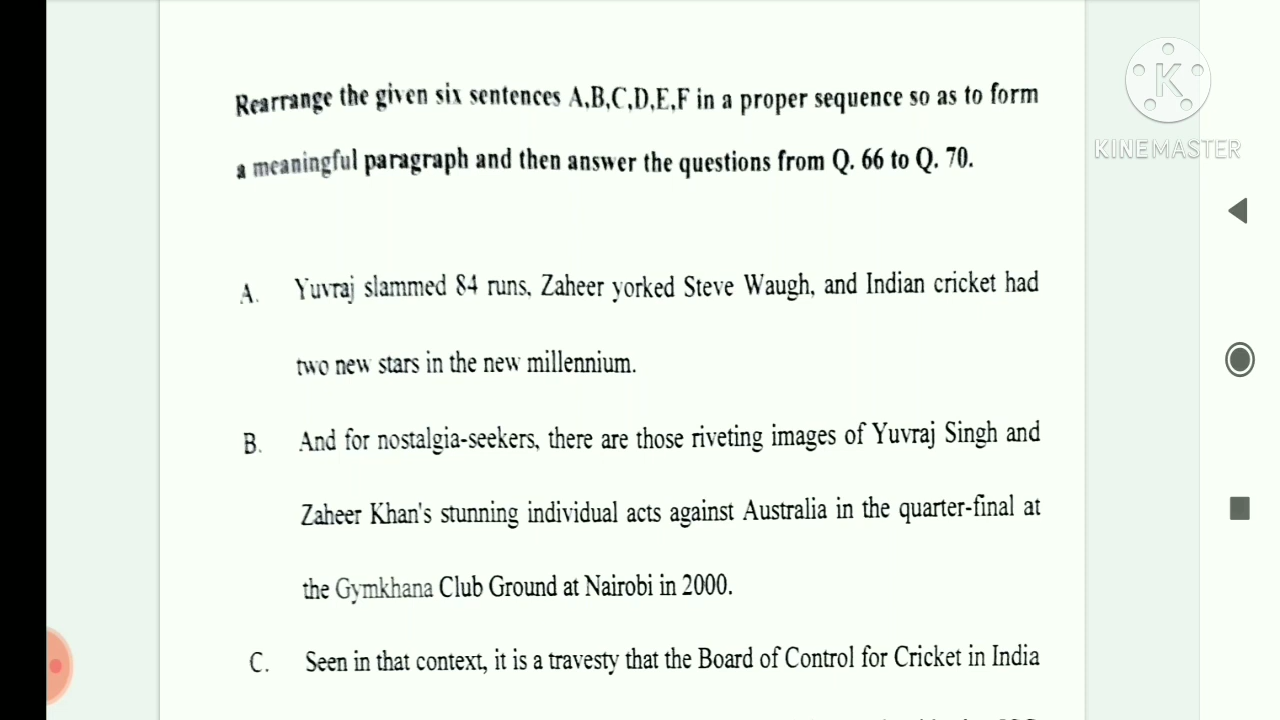 Rearrange the given six sentences A,B,C,D,E,F in a proper sequence so as to form
a meaningful paragraph and then answer the questions from Q. 66 to Q. 70.
A. Yuvraj slammed 84 runs, Zaheer yorked Steve Waugh, and Indian cricket had
two new stars in the new millennium.
B. And for nostalgia-seekers, there are those riveting images of Yuvraj Singh and
Zaheer Khan's stunning individual acts against Australia in the quarter-final at
the Gymkhana Club Ground at Nairobi in 2000.
C. Seen in that context, it is a travesty that the Board of Control for Cricket in India
K
KINEMASTER